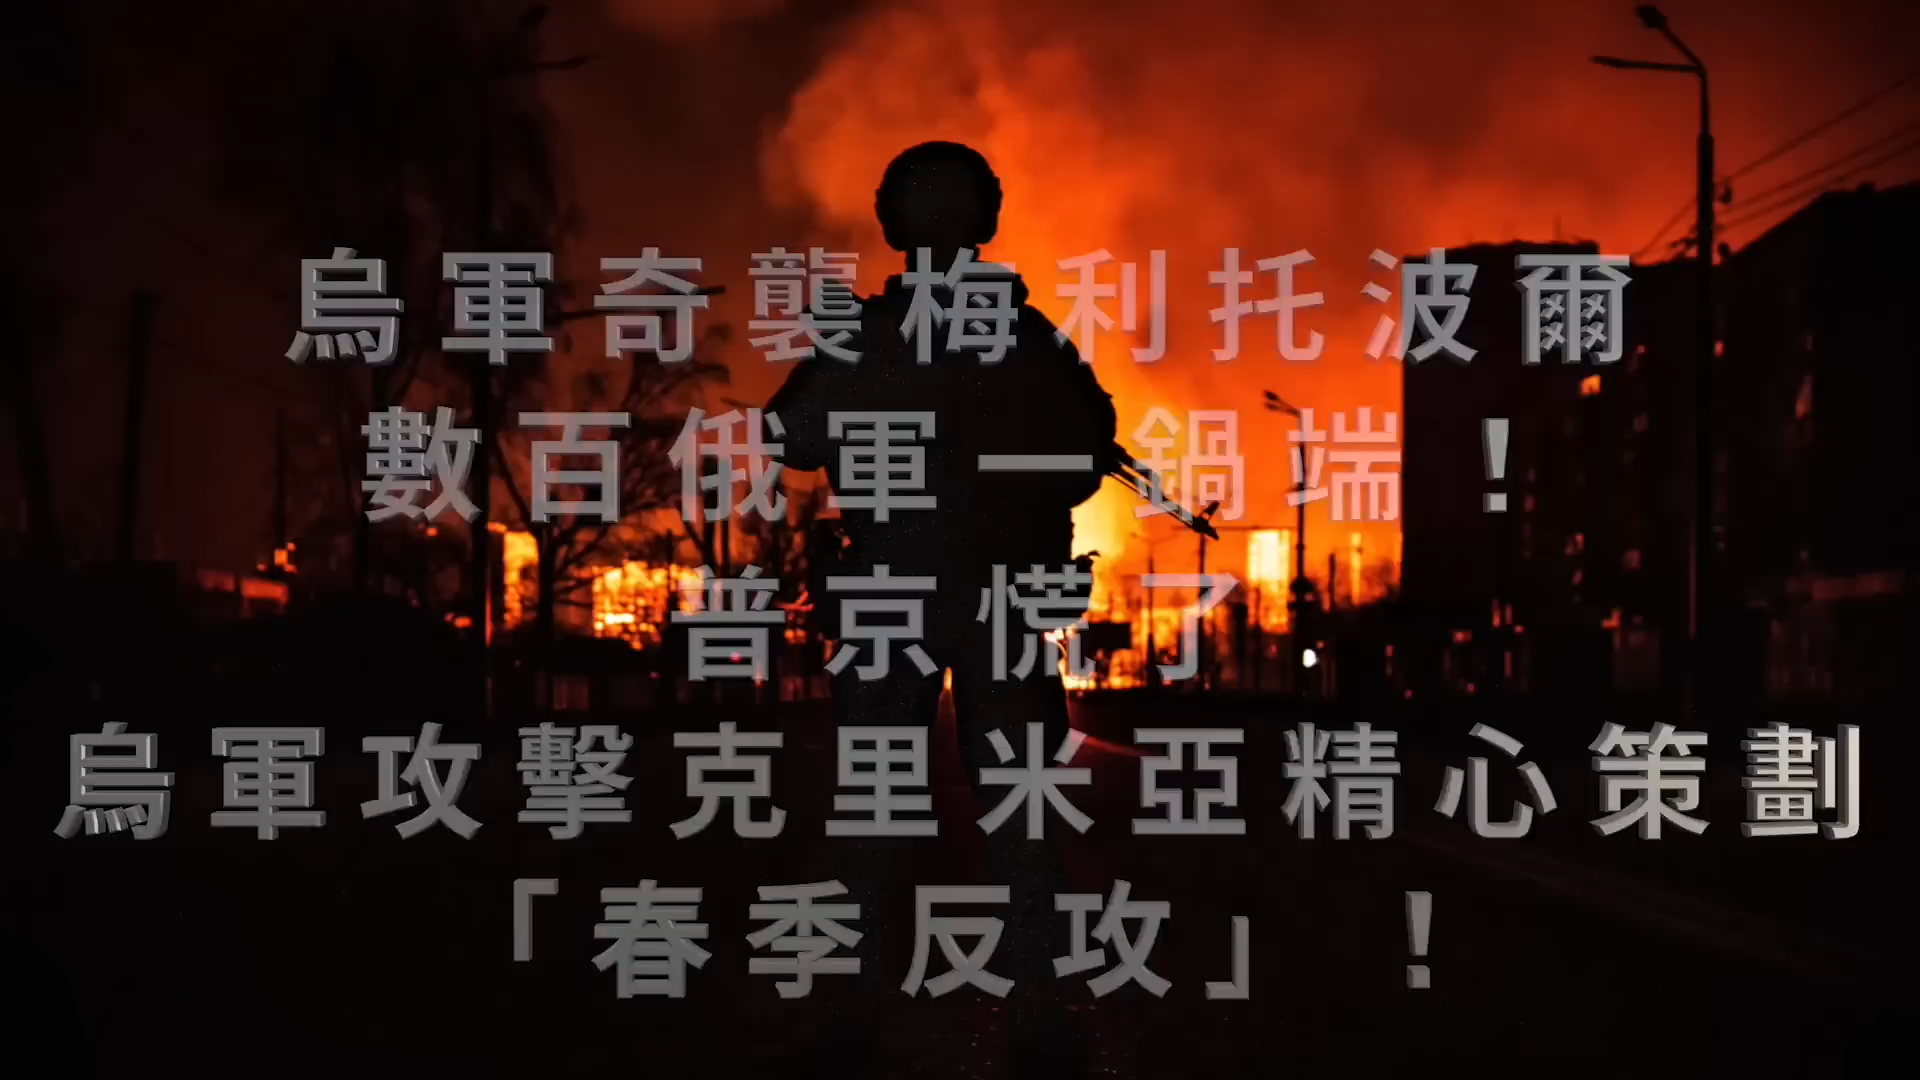 烏軍奇襲梅利托波爾
數百俄軍一鍋端！
普京慌了
烏軍攻擊克里米亞精心策劃
「春季反攻」！